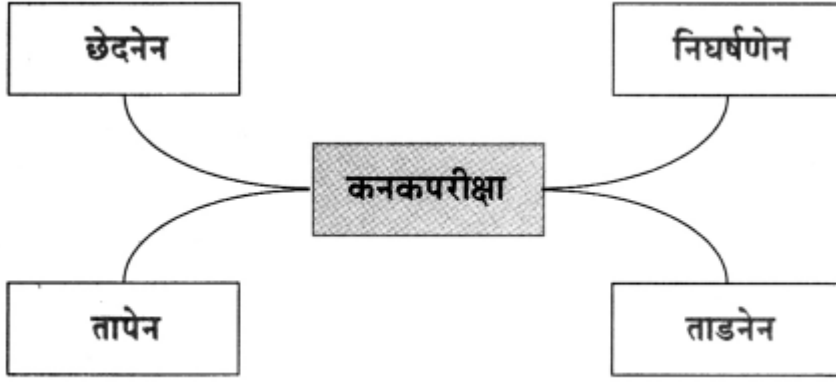 छेदनेन
निघर्षणेन
कनकपरीक्षा
तापेन
ताडनेन